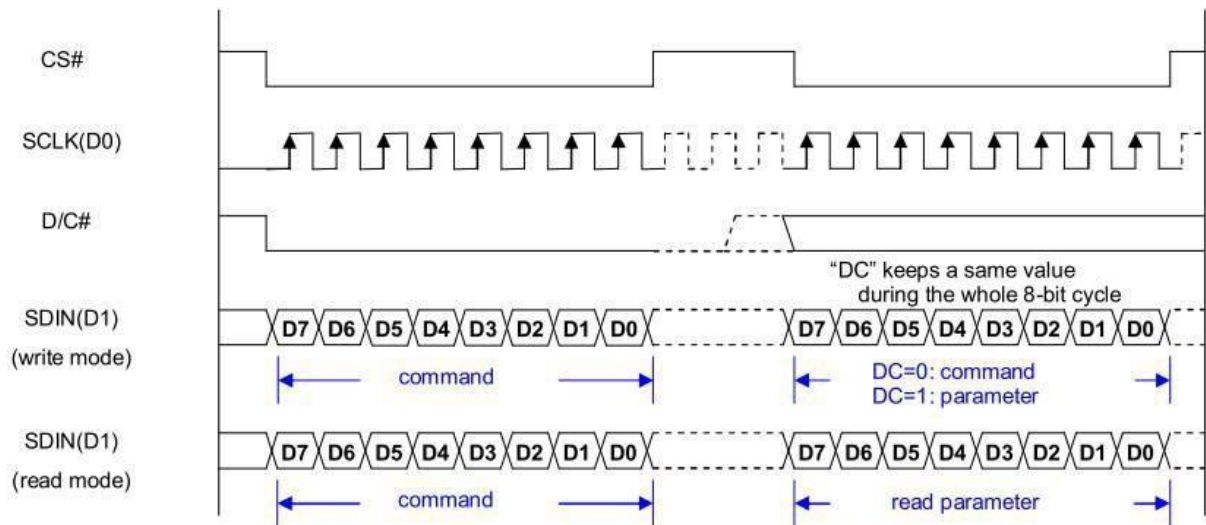 CS#
SCLK(D0)
D/C#
“DC” keeps a same value
during the whole 8-bit cycle
SDIN(D1)
(write mode)
D7 D6 D5 D4 D3 D2 D1 D0
D7 D6 D5 D4 D3 D2 D1 D0
command
DC=0: command
DC=1: parameter
SDIN(D1)
(read mode)
D7 D6 D5 D4 D3 D2 D1 D0
D7 D6 D5 D4 D3 D2 D1 D0
command
read parameter